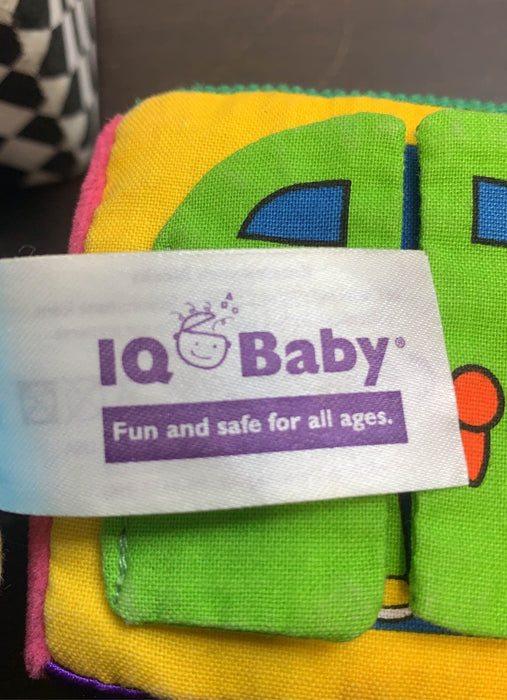 IQ Baby®
Fun and safe for all ages.